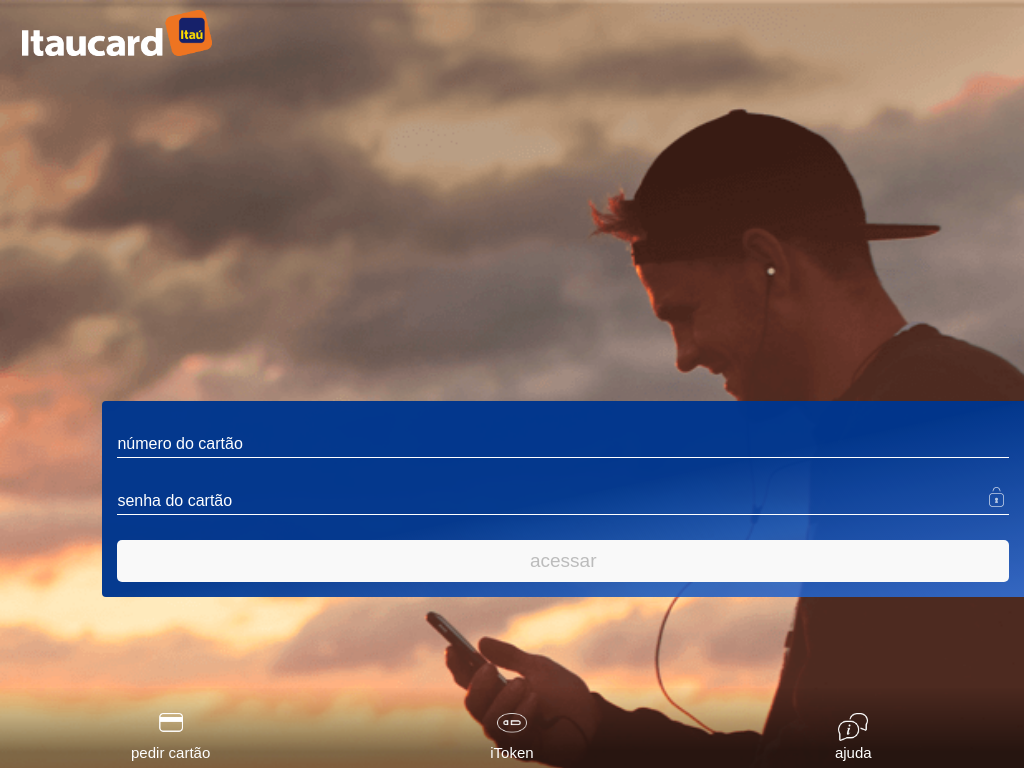 Itaucard
Itaú
número do cartão
senha do cartão
acessar
pedir cartão
iToken
ajuda